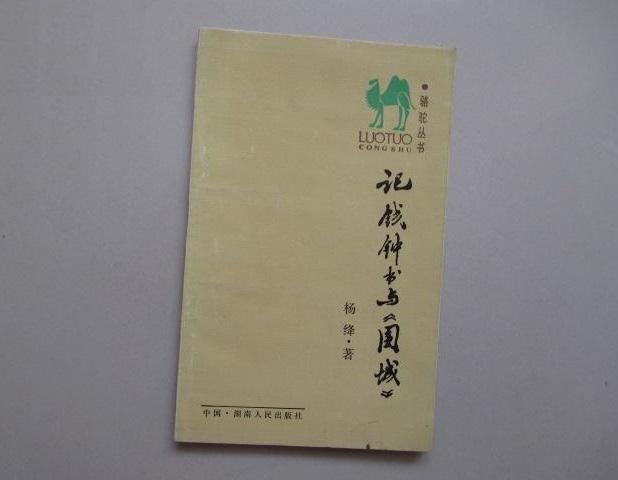 ·骆驼丛书
LUOTUO
CONGSHU
记钱钟书与《围城》
杨绛·著
中国·湖南人民出版社